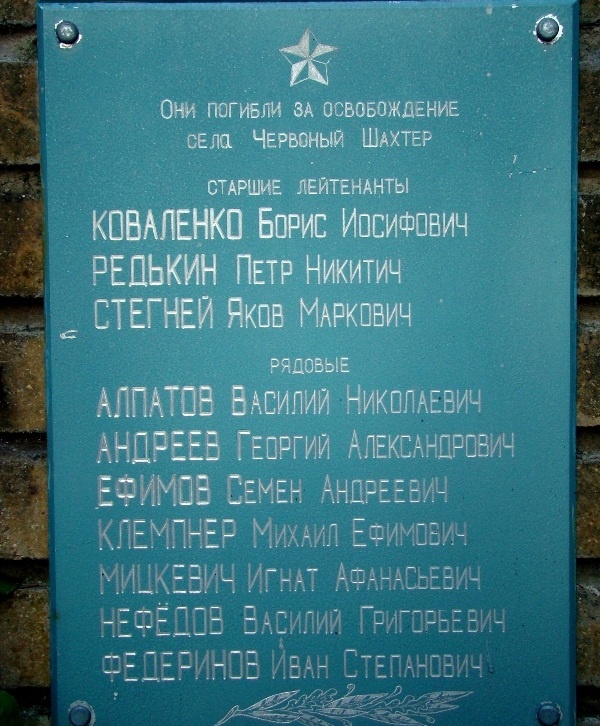 Они погибли за освобождение
села Червоный Шахтер
старшие лейтенанты
Коваленко Борис Иосифович
Редькин Петр Никитич
Стегней Яков Маркович
рядовые
Алпатов Василий Николаевич
Андреев Георгий Александрович
Ефимов Семен Андреевич
Клемпнер Михаил Ефимович
Мицкевич Игнат Афанасьевич
Нефёдов Василий Григорьевич
Федеринов Иван Степанович